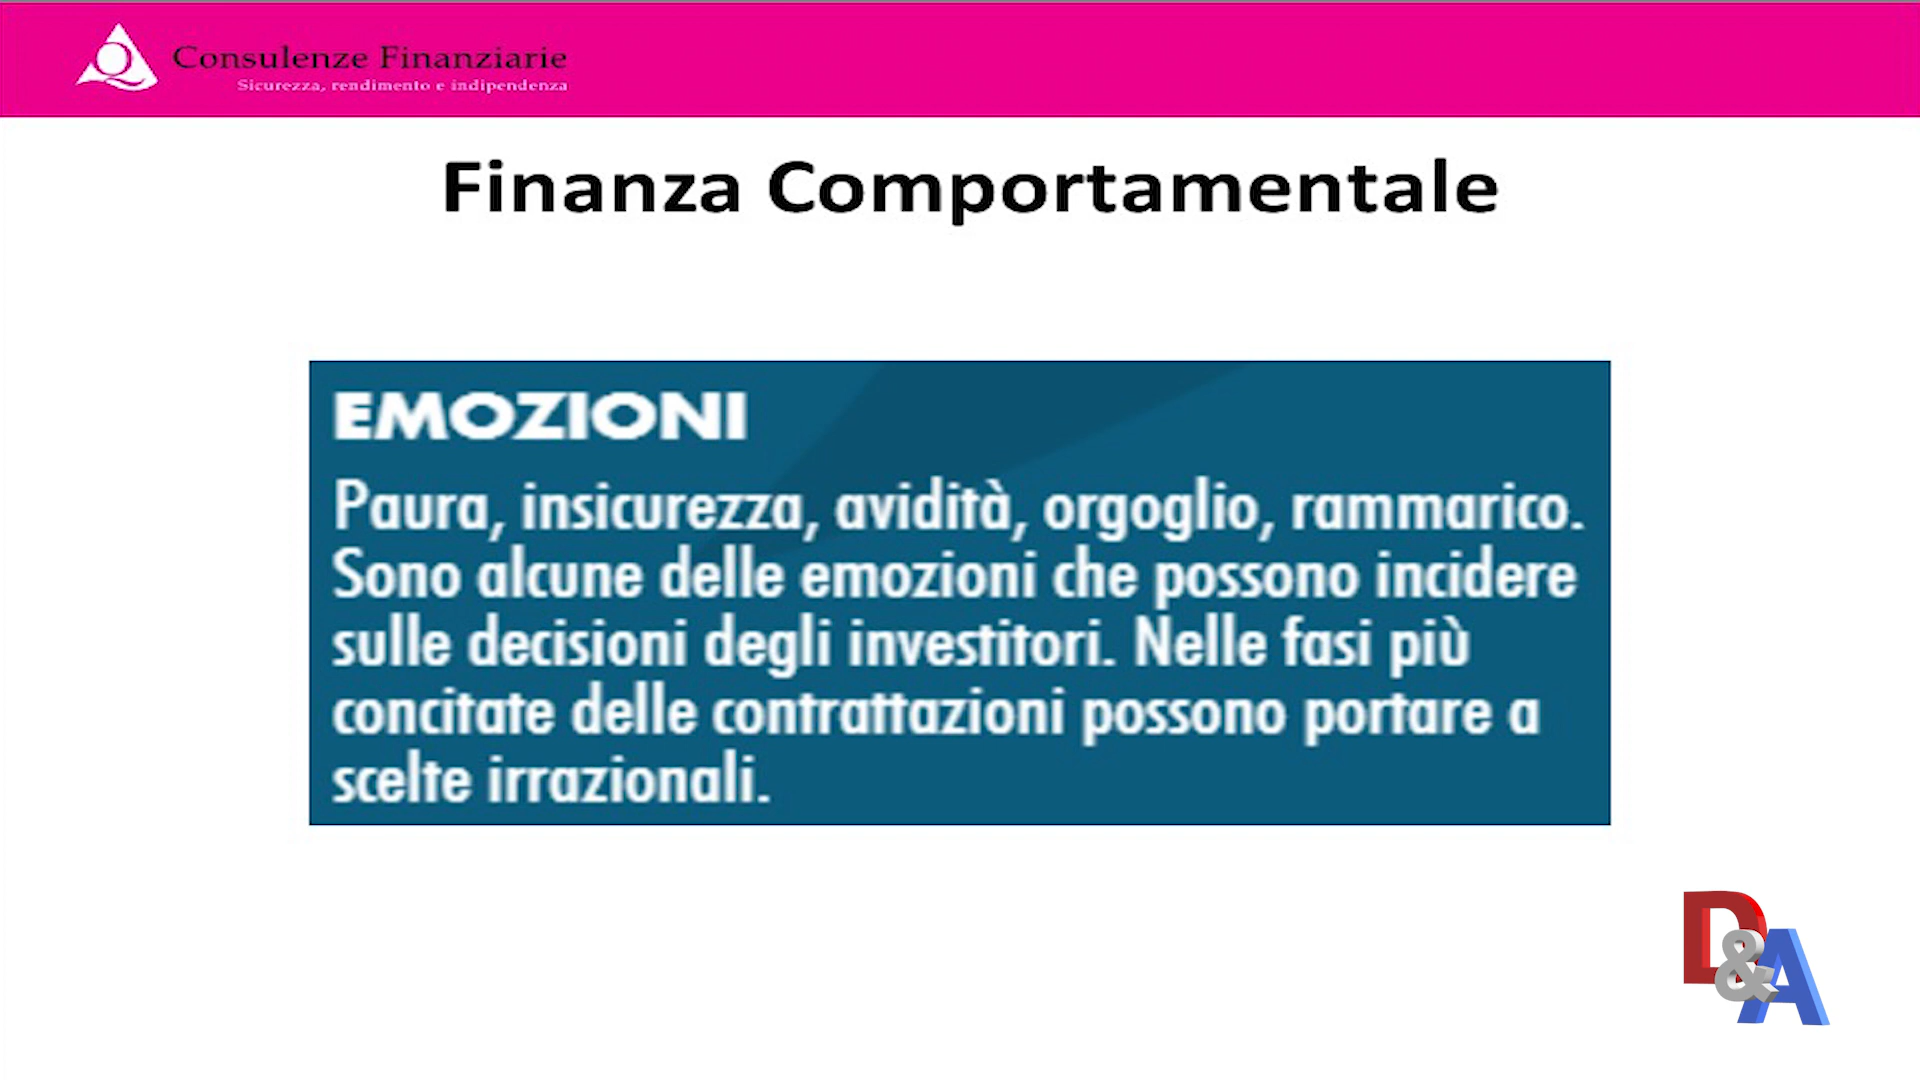 Consulenze Finanziarie
Sicurezza, rendimento e indipendenza
Finanza Comportamentale
EMOZIONI
Paura, insicurezza, avidità, orgoglio, rammarico.
Sono alcune delle emozioni che possono incidere
sulle decisioni degli investitori. Nelle fasi più
concitate delle contrattazioni possono portare a
scelte irrazionali.
D&A